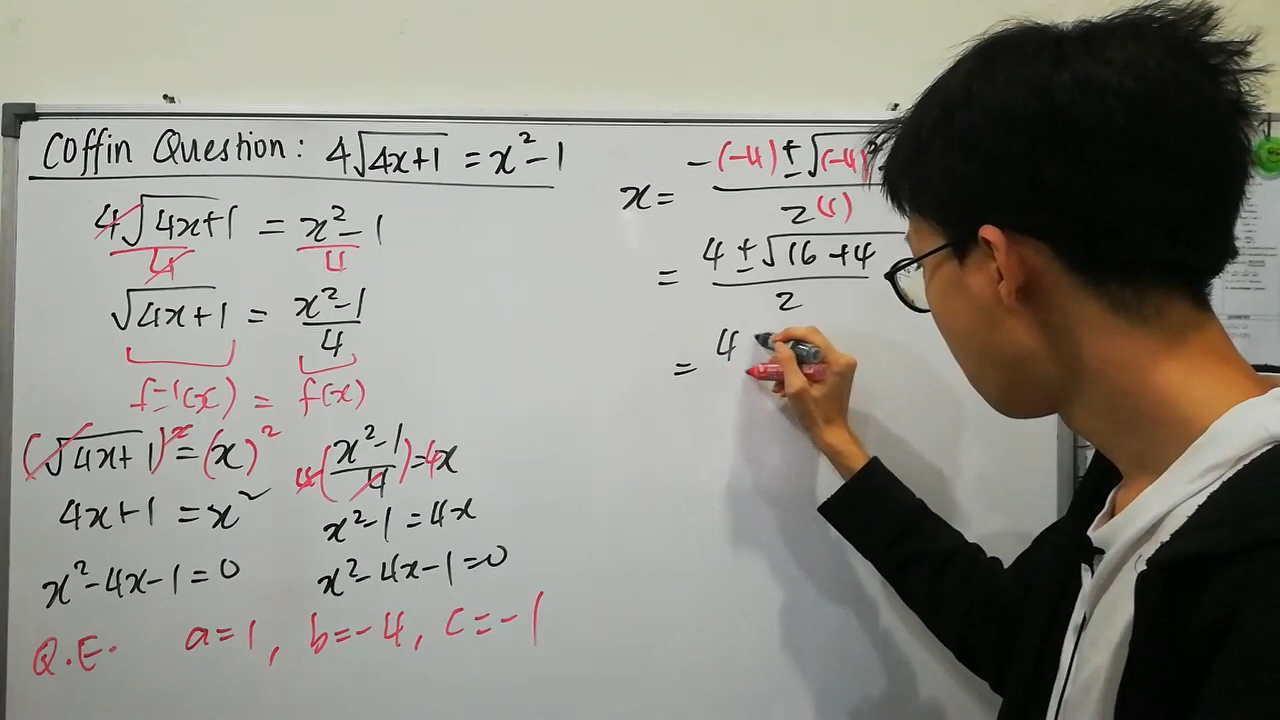 Coffin Question: 4√4x+1 = x²-1
4√4x+1 / 4 = x²-1 / 4
√4x+1 = x²-1 / 4
f⁻¹(x) = f(x)
(√4x+1)² = (x)²
4x+1 = x²
x²-4x-1=0
4(x²-1 / 4)=4x
x²-1=4x
x²-4x-1=0
Q.E. a=1, b=-4, c=-1
x= -(-4)±√(-4)² / 2(1)
= 4±√16+4 / 2
= 4